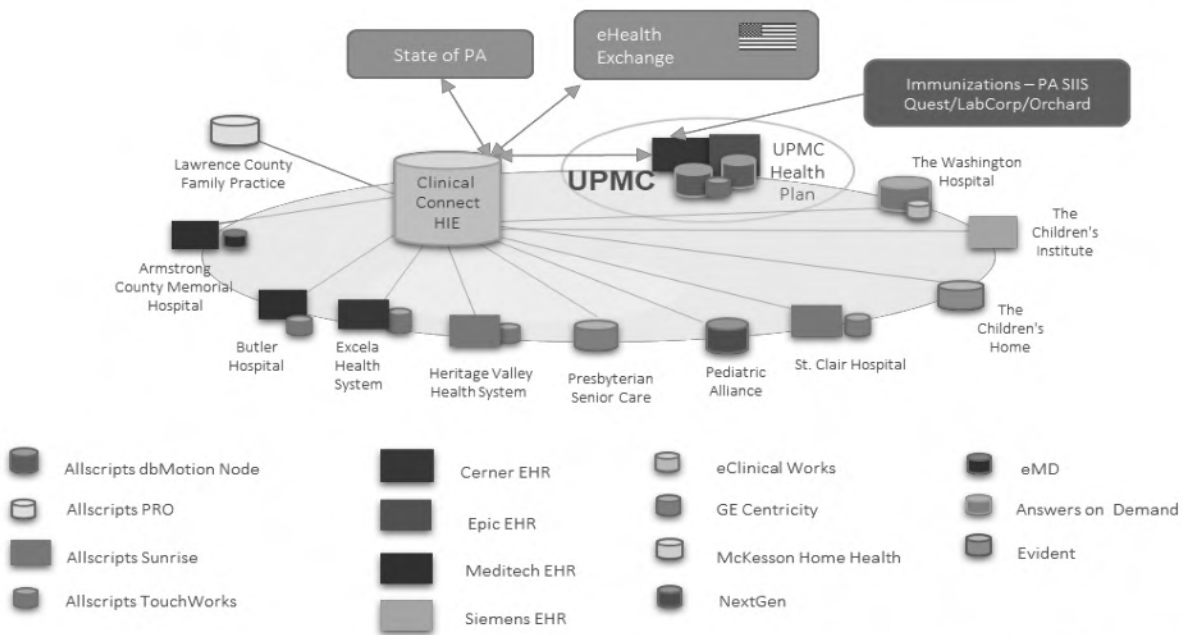 State of PA
eHealth
Exchange
Immunizations – PA SIIS
Quest/LabCorp/Orchard
Lawrence County
Family Practice
Clinical
Connect
HIE
UPMC
UPMC
Health
Plan
The Washington
Hospital
The
Children's
Institute
Armstrong
County Memorial
Hospital
Butler
Hospital
Excela
Health
System
Heritage Valley
Health System
Presbyterian
Senior Care
Pediatric
Alliance
St. Clair Hospital
The
Children's
Home
Allscripts dbMotion Node
Allscripts PRO
Allscripts Sunrise
Allscripts TouchWorks
Cerner EHR
Epic EHR
Meditech EHR
Siemens EHR
eClinical Works
GE Centricity
McKesson Home Health
NextGen
eMD
Answers on Demand
Evident